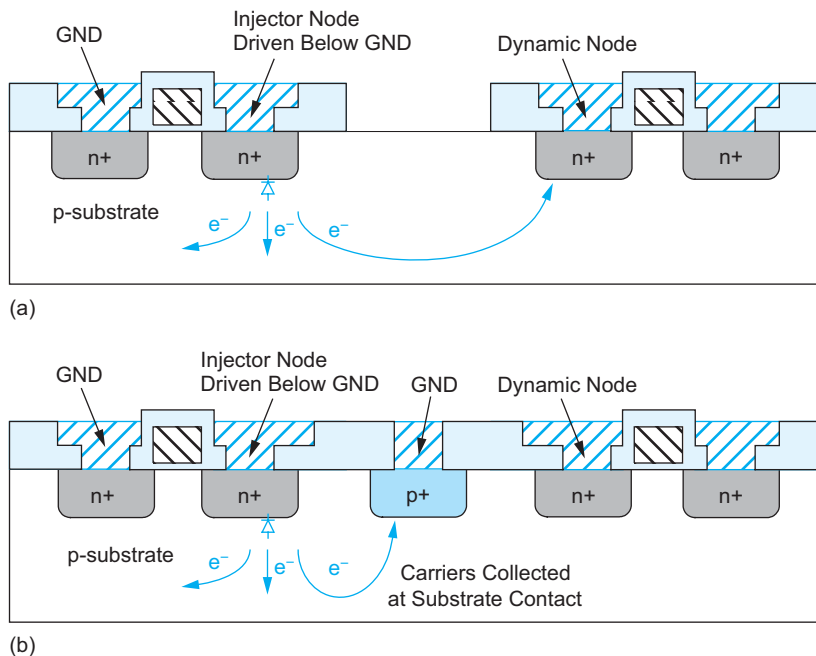 GND
Injector Node
Driven Below GND
Dynamic Node
n+
n+
n+
n+
p-substrate
e⁻
e⁻
e⁻
(a)
GND
Injector Node
Driven Below GND
GND
Dynamic Node
n+
n+
p+
n+
n+
p-substrate
e⁻
e⁻
e⁻
Carriers Collected
at Substrate Contact
(b)